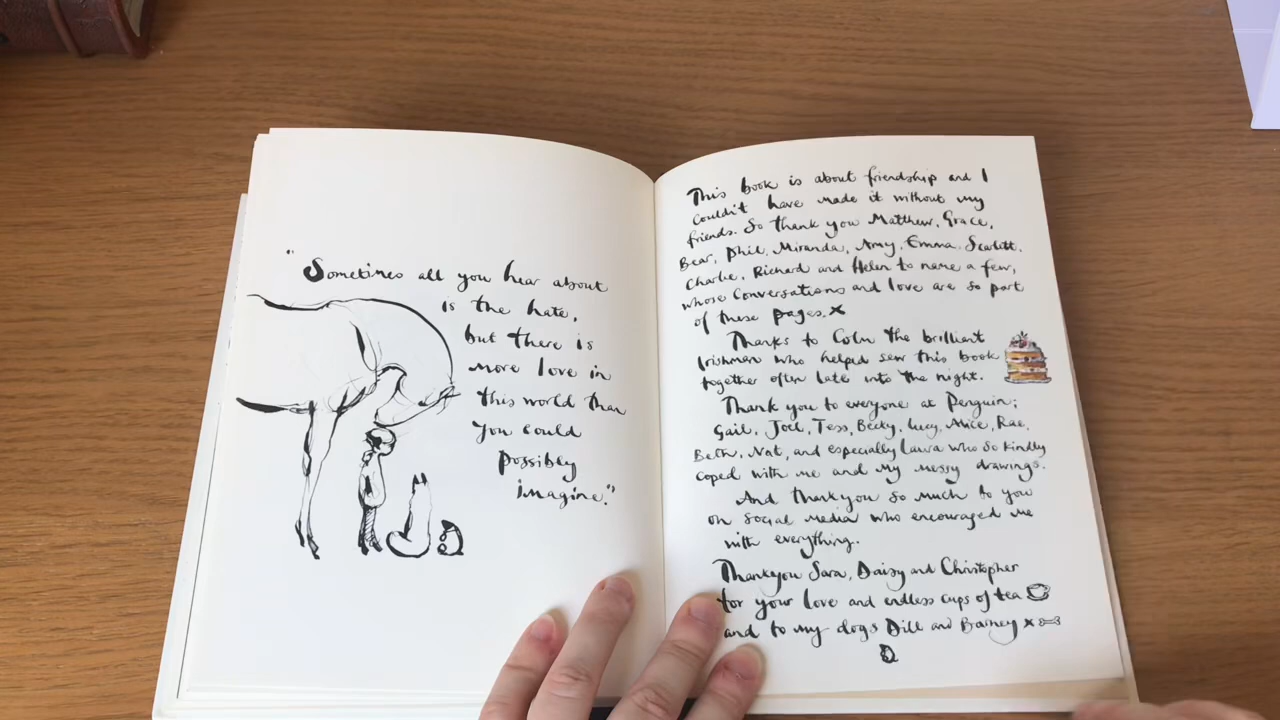 "Sometimes all you hear about
is the hate,
but there is
more love in
this world than
you could
possibly
imagine."
This book is about friendship and I
couldn't have made it without my
friends. So thank you Matthew, Grace,
Bear, Phil, Miranda, Amy, Emma, Scarlett,
Charlie, Richard and Helen to name a few,
whose conversations and love are so part
of these pages. x
Thanks to Colm the brilliant
Irishman who helped sew this book
together often late into the night.
Thank you to everyone at Penguin;
Gail, Joel, Tess, Becky, Lucy, Alice, Rae,
Beth, Nat, and especially Laura who so kindly
coped with me and my messy drawings.
And thankyou so much to you
on social media who encouraged me
with everything.
Thankyou Sara, Daisy and Christopher
for your love and endless cups of tea
and to my dogs Dill and Barney x